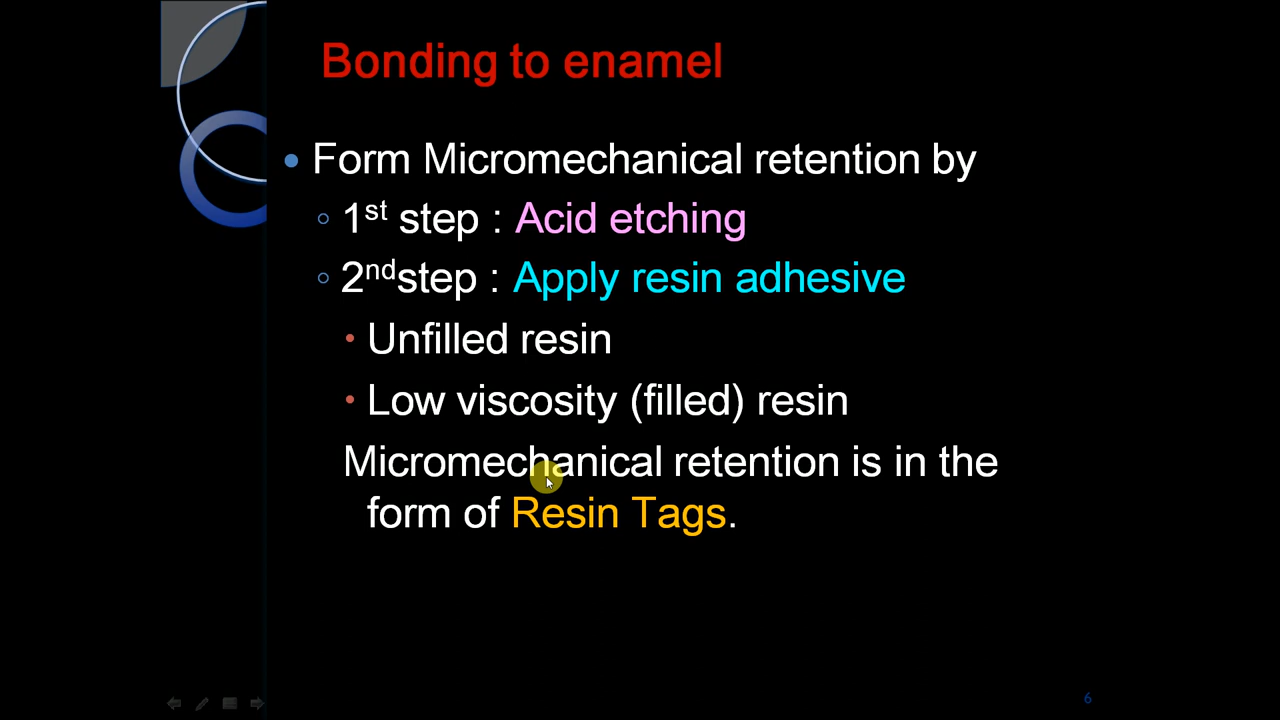 Bonding to enamel
• Form Micromechanical retention by
◦ 1st step : Acid etching
◦ 2ndstep : Apply resin adhesive
• Unfilled resin
• Low viscosity (filled) resin
Micromechanical retention is in the
form of Resin Tags.
6